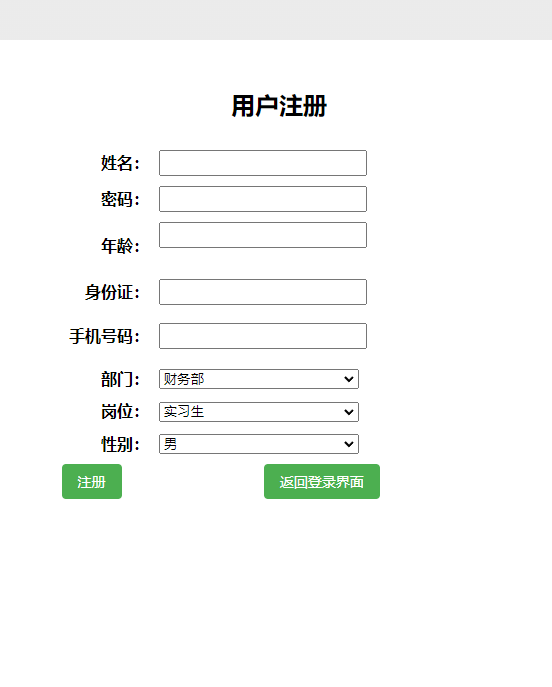 用户注册
姓名：
密码：
年龄：
身份证：
手机号码：
部门： 财务部
岗位： 实习生
性别： 男
注册 返回登录界面